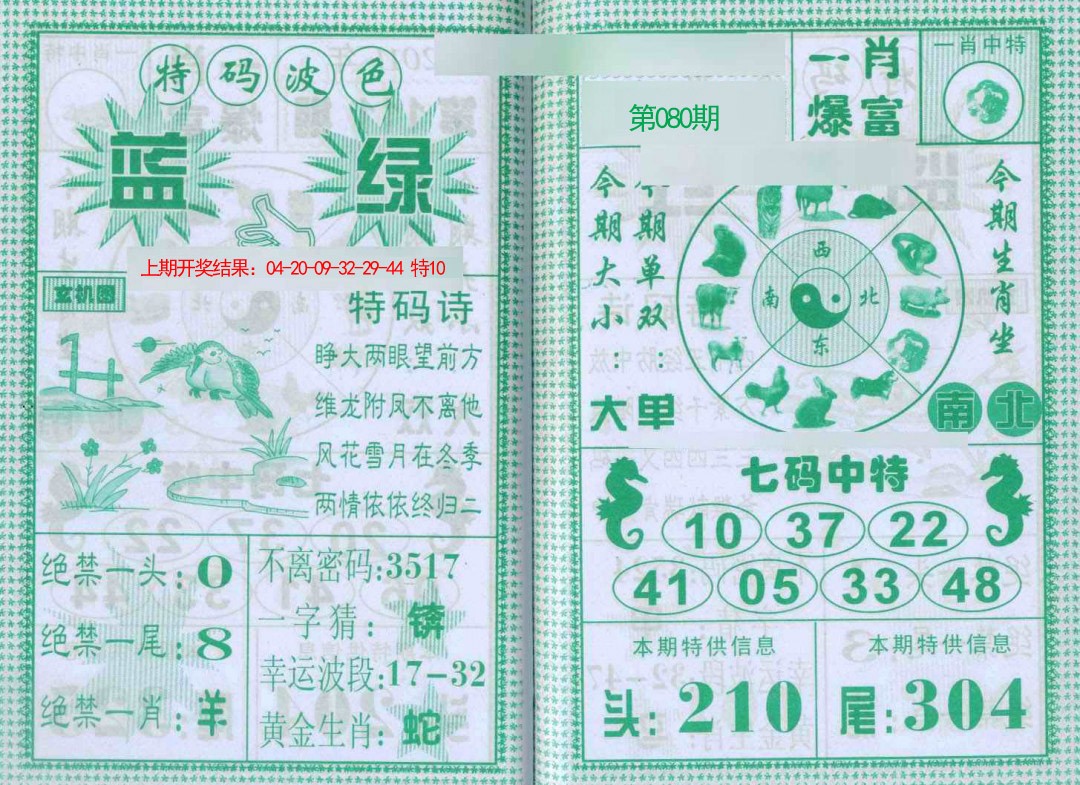 特码波色
蓝 绿
上期开奖结果：04-20-09-32-29-44 特10
玄机图
特码诗
睁大两眼望前方
维龙附凤不离他
风花雪月在冬季
两情依依终归二
绝禁一头:0
绝禁一尾:8
绝禁一肖:羊
不离密码:3517
一字猜:
幸运波段:17-32
黄金生肖:蛇
第080期
一肖
爆富
一肖中特
今期大小:
大
今期单双:
单
西
南 北
东
今期生肖坐
南 北
七码中特
10 37 22
41 05 33 48
本期特供信息
头:210
本期特供信息
尾:304